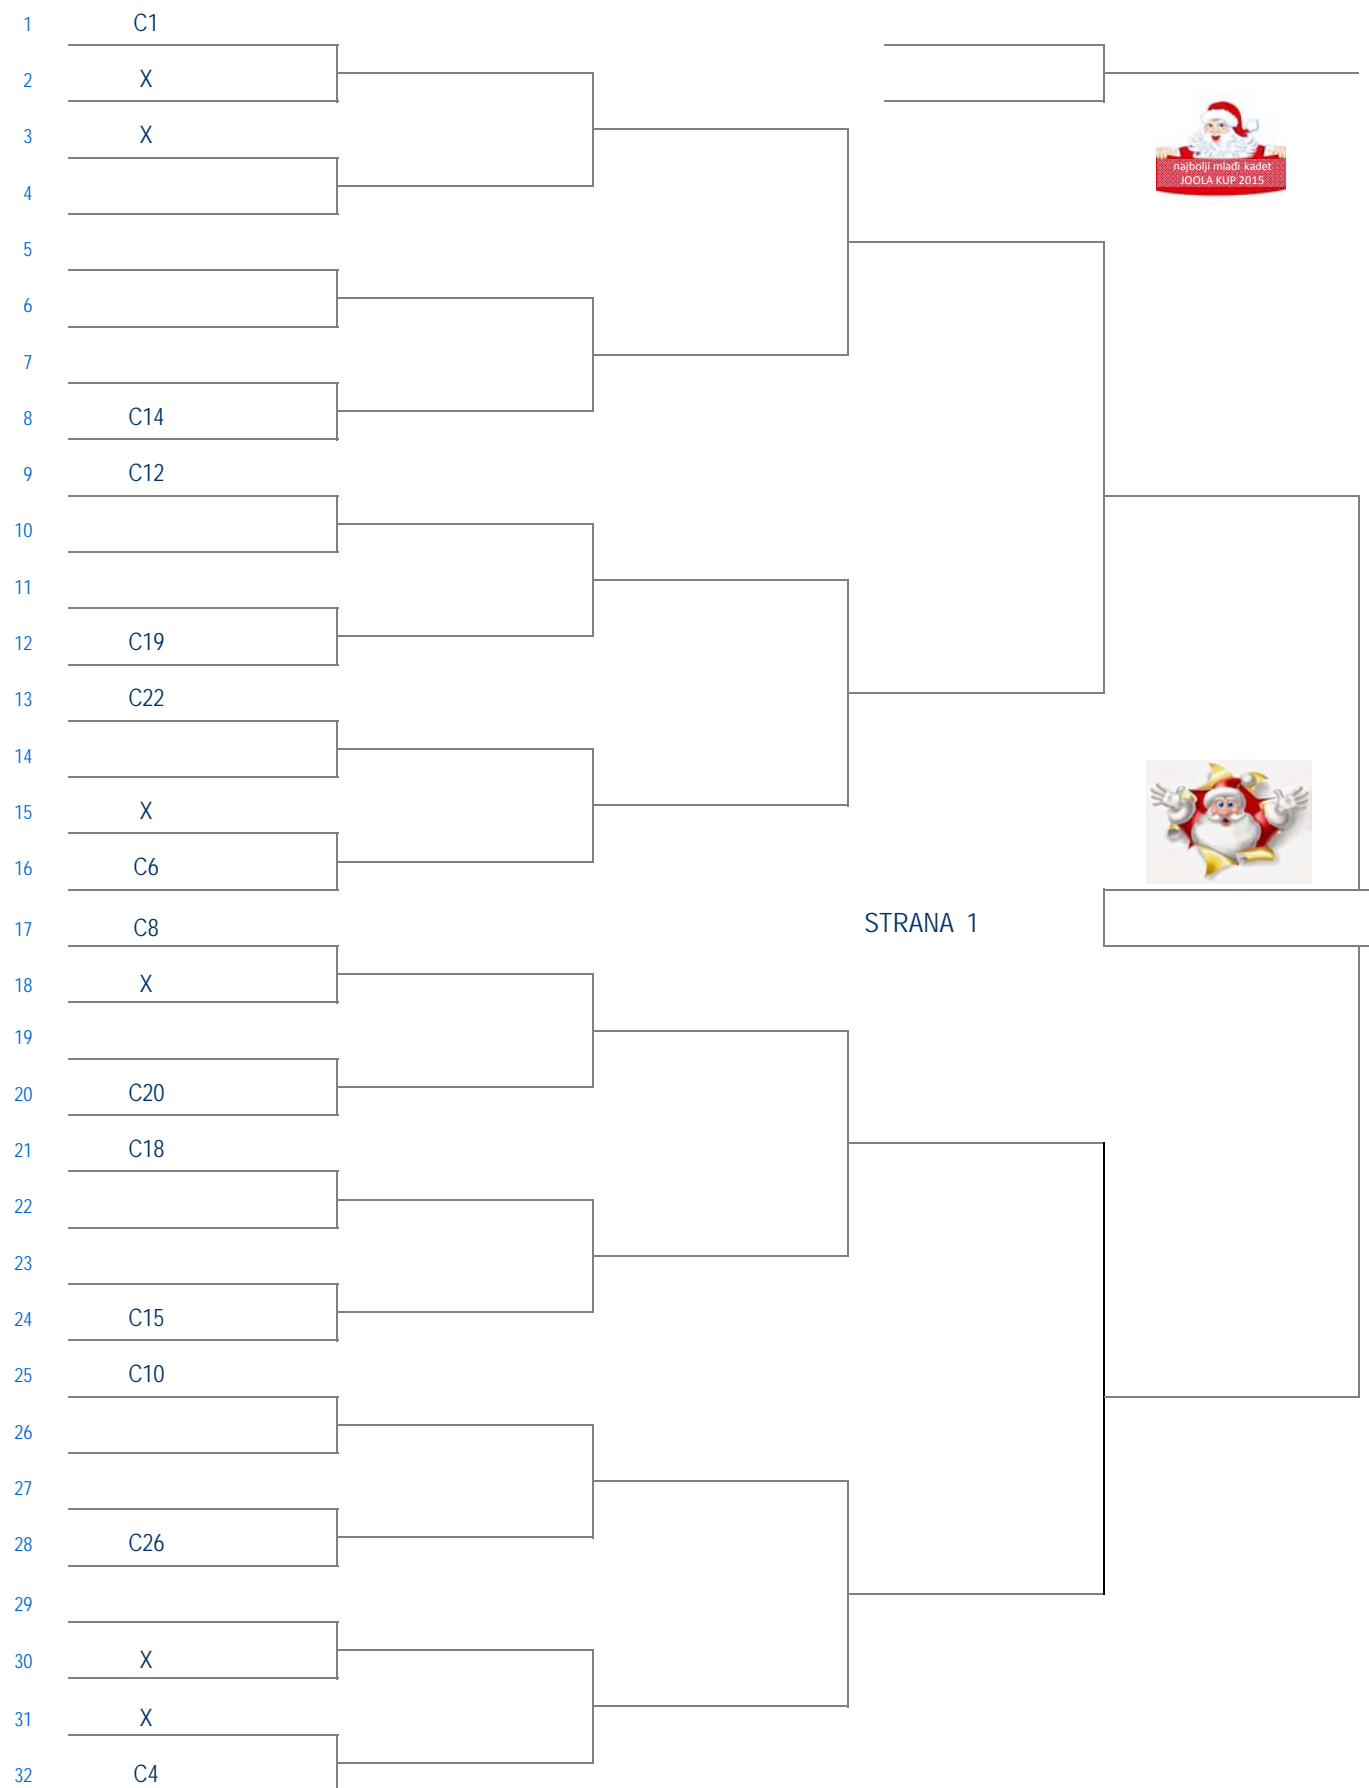 1 C1
2 X
3 X
najbolji mlađi kadet
JOOLA KUP 2015
4
5
6
7
8 C14
9 C12
10
11
12 C19
13 C22
14
15 X
16 C6
17 C8
STRANA 1
18 X
19
20 C20
21 C18
22
23
24 C15
25 C10
26
27
28 C26
29
30 X
31 X
32 C4